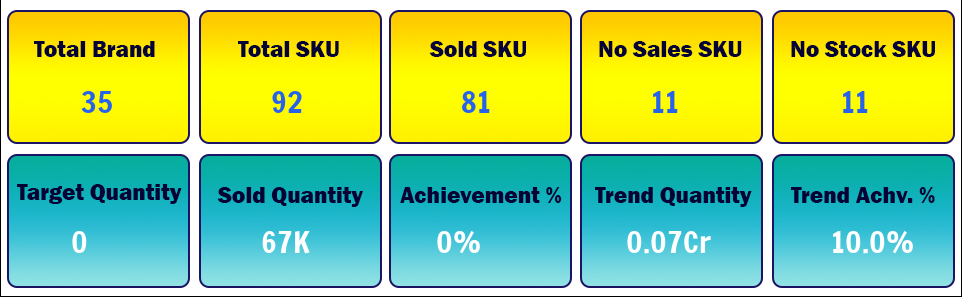 Total Brand
35
Total SKU
92
Sold SKU
81
No Sales SKU
11
No Stock SKU
11
Target Quantity
0
Sold Quantity
67K
Achievement %
0%
Trend Quantity
0.07Cr
Trend Achv. %
10.0%